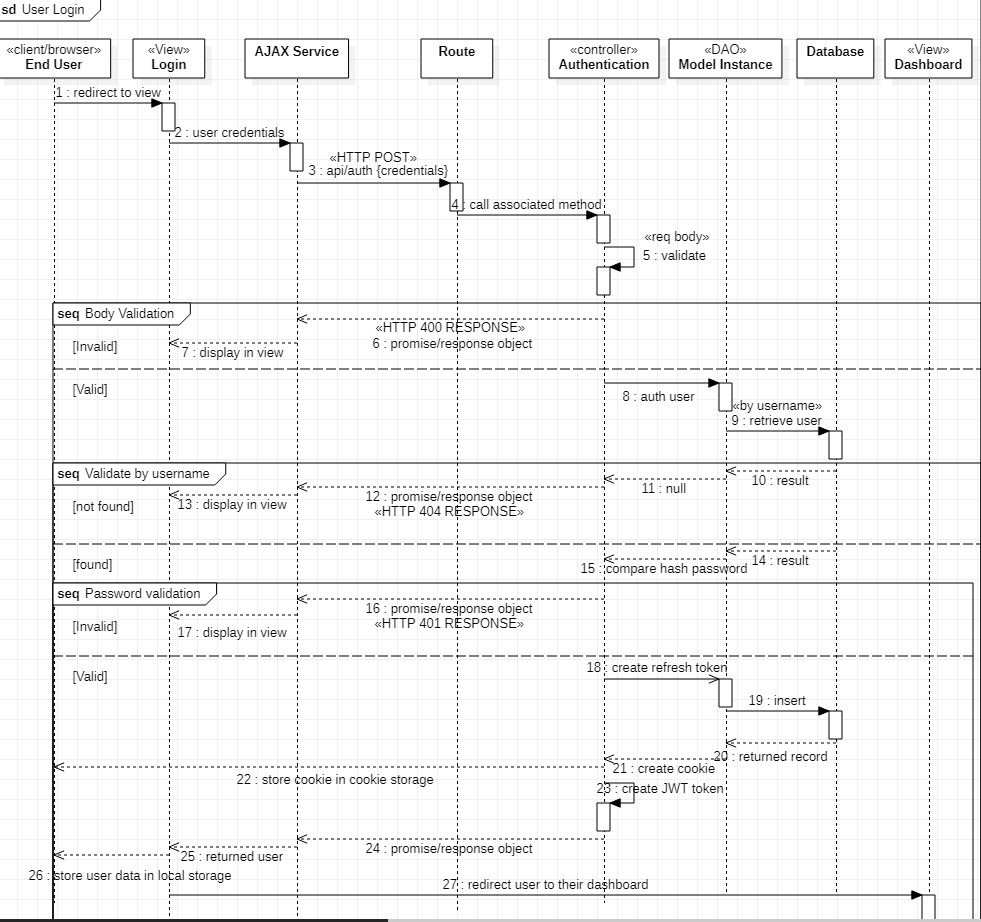 sd User Login
«client/browser»
End User
«View»
Login
AJAX Service
Route
«controller»
Authentication
«DAO»
Model Instance
Database
«View»
Dashboard
1 : redirect to view
2 : user credentials
«HTTP POST»
3 : api/auth {credentials}
4 : call associated method
«req body»
5 : validate
seq Body Validation
«HTTP 400 RESPONSE»
6 : promise/response object
[Invalid]
7 : display in view
[Valid]
8 : auth user
«by username»
9 : retrieve user
seq Validate by username
10 : result
11 : null
12 : promise/response object
«HTTP 404 RESPONSE»
13 : display in view
[not found]
14 : result
[found]
15 : compare hash password
seq Password validation
16 : promise/response object
«HTTP 401 RESPONSE»
[Invalid]
17 : display in view
18 : create refresh token
[Valid]
19 : insert
20 : returned record
21 : create cookie
22 : store cookie in cookie storage
23 : create JWT token
24 : promise/response object
25 : returned user
26 : store user data in local storage
27 : redirect user to their dashboard